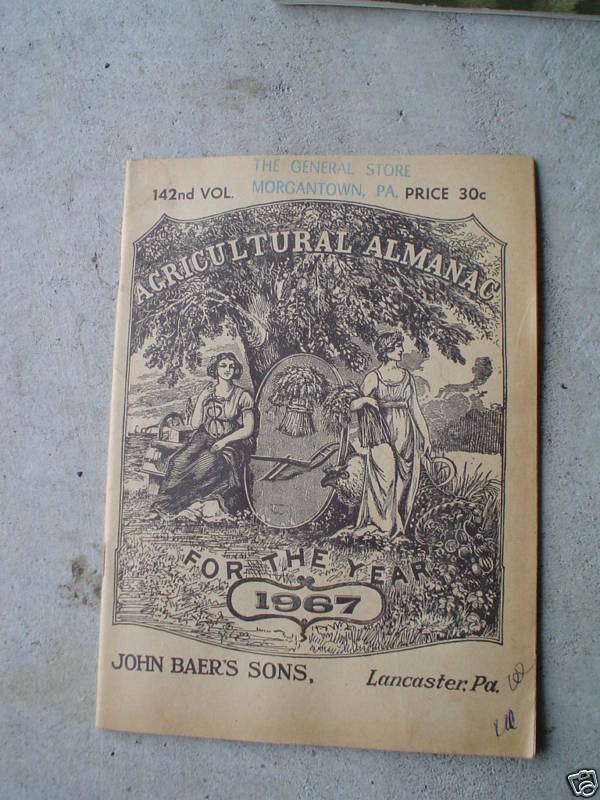 THE GENERAL STORE
142nd VOL. MORGANTOWN, PA. PRICE 30c
AGRICULTURAL ALMANAC
FOR THE YEAR
1967
JOHN BAER'S SONS, Lancaster, Pa.